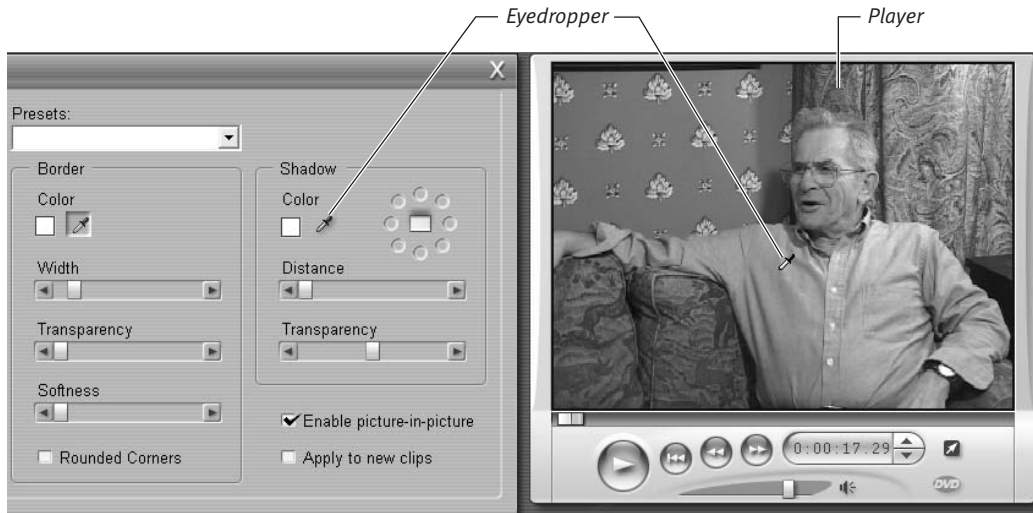 Eyedropper
Player
X
Presets:
Border
Color
Width
Transparency
Softness
Rounded Corners
Shadow
Color
Distance
Transparency
Enable picture-in-picture
Apply to new clips
0:00:17.29
DVD